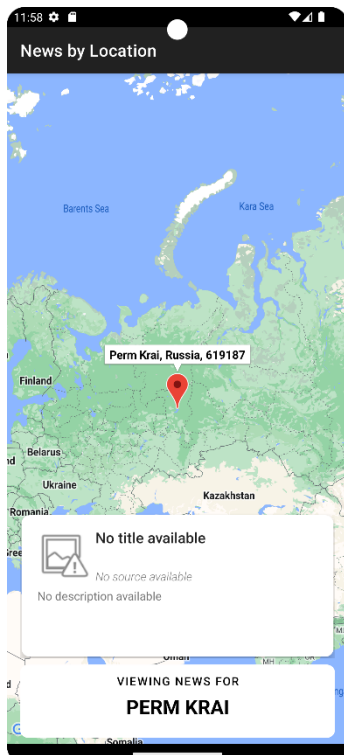 11:58
News by Location
Barents Sea
Kara Sea
Perm Krai, Russia, 619187
Finland
Belarus
Ukraine
Kazakhstan
Romania
No title available
No source available
No description available
Oman
VIEWING NEWS FOR
PERM KRAI
Somalia